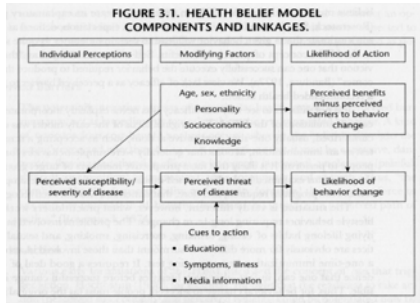 FIGURE 3.1. HEALTH BELIEF MODEL
COMPONENTS AND LINKAGES.
Individual Perceptions
Modifying Factors
Likelihood of Action
Age, sex, ethnicity
Personality
Socioeconomics
Knowledge
Perceived benefits
minus perceived
barriers to behavior
change
Perceived susceptibility/
severity of disease
Perceived threat
of disease
Likelihood of
behavior change
Cues to action
• Education
• Symptoms, illness
• Media information